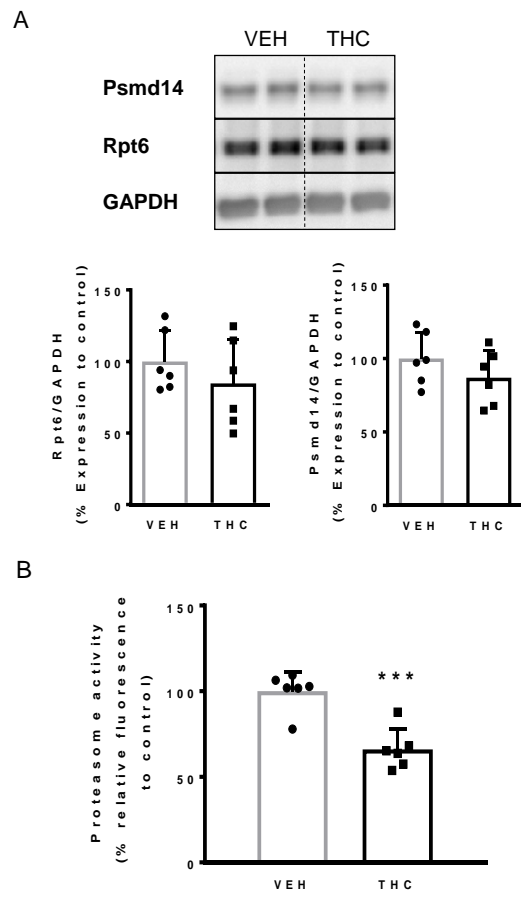 A
VEH THC
Psmd14
Rpt6
GAPDH
Rpt6/GAPDH
(% Expression to control)
150
100
50
0
VEH THC
Psmd14/GAPDH
(% Expression to control)
150
100
50
0
VEH THC
B
Proteasome activity
(% relative fluorescence
to control)
150
100
50
0
***
VEH THC